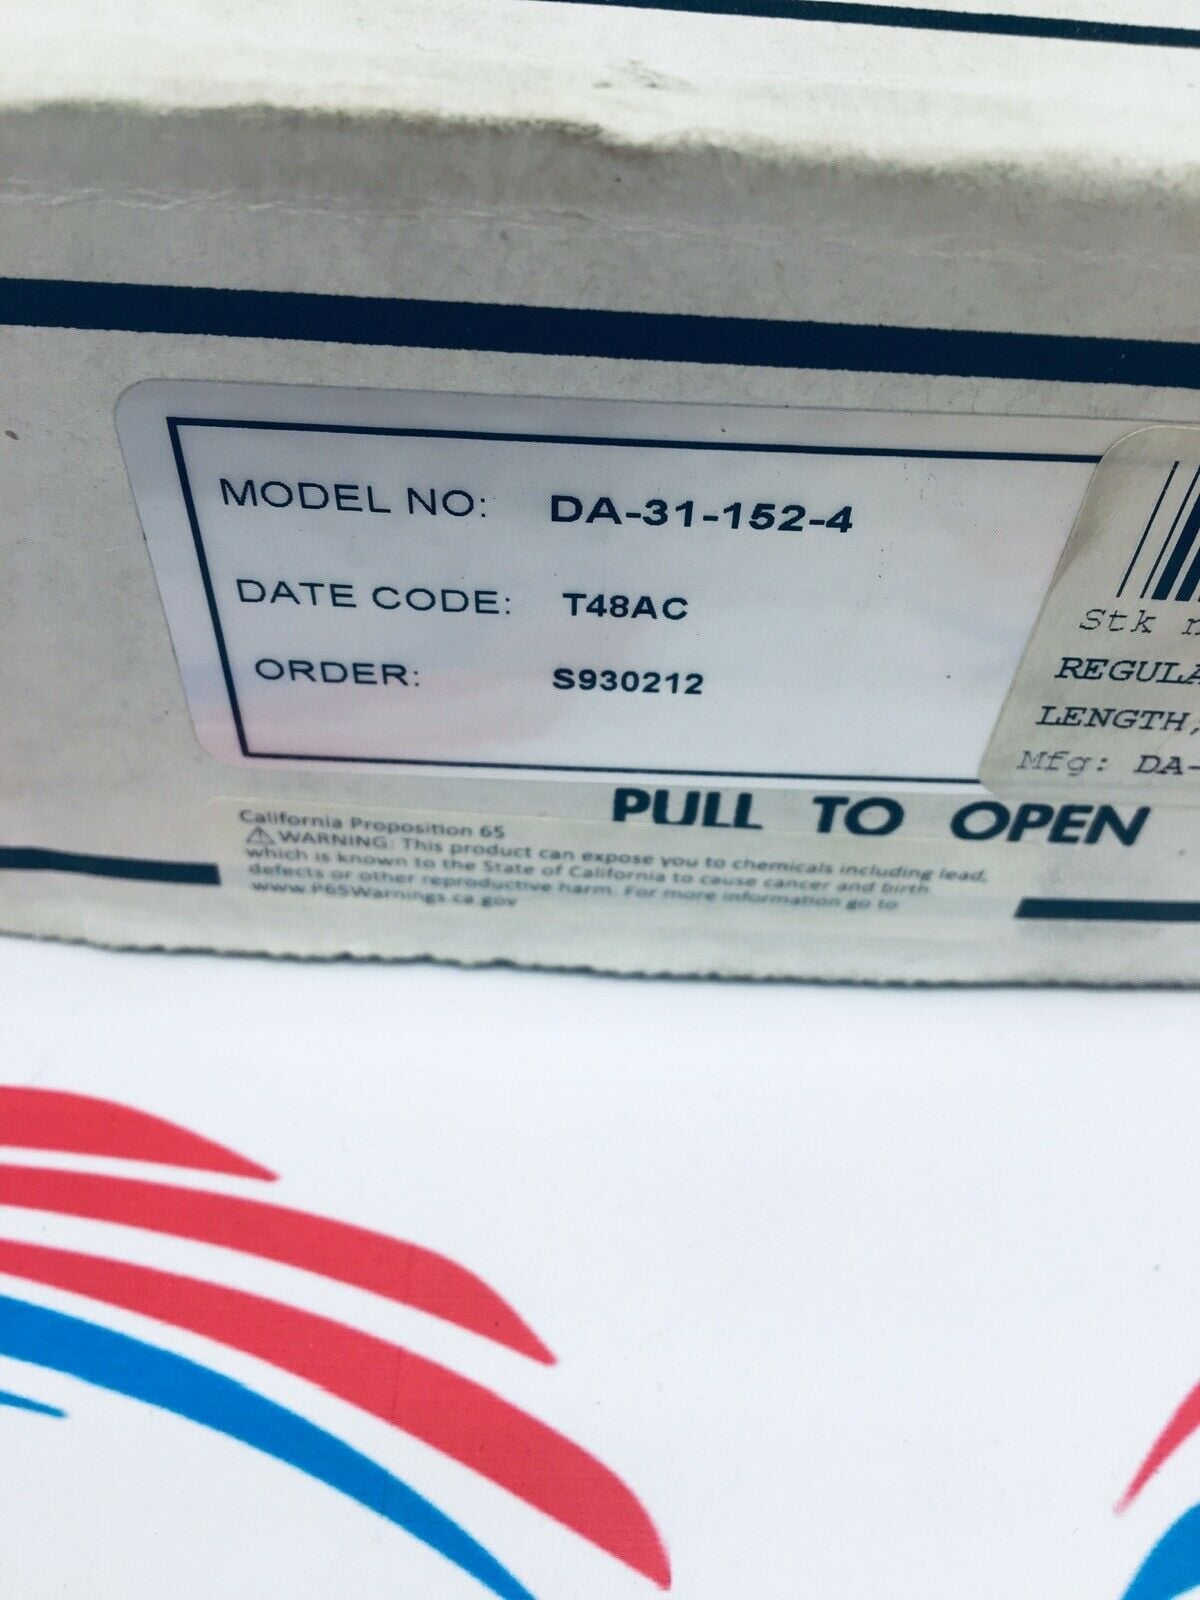 MODEL NO: DA-31-152-4
DATE CODE: T48AC
ORDER: S930212
Stk
REGULA
LENGTH,
Mfg: DA-
PULL TO OPEN
California Proposition 65
⚠WARNING: This product can expose you to chemicals including lead,
which is known to the State of California to cause cancer and birth
defects or other reproductive harm. For more information go to
www.P65Warnings.ca.gov